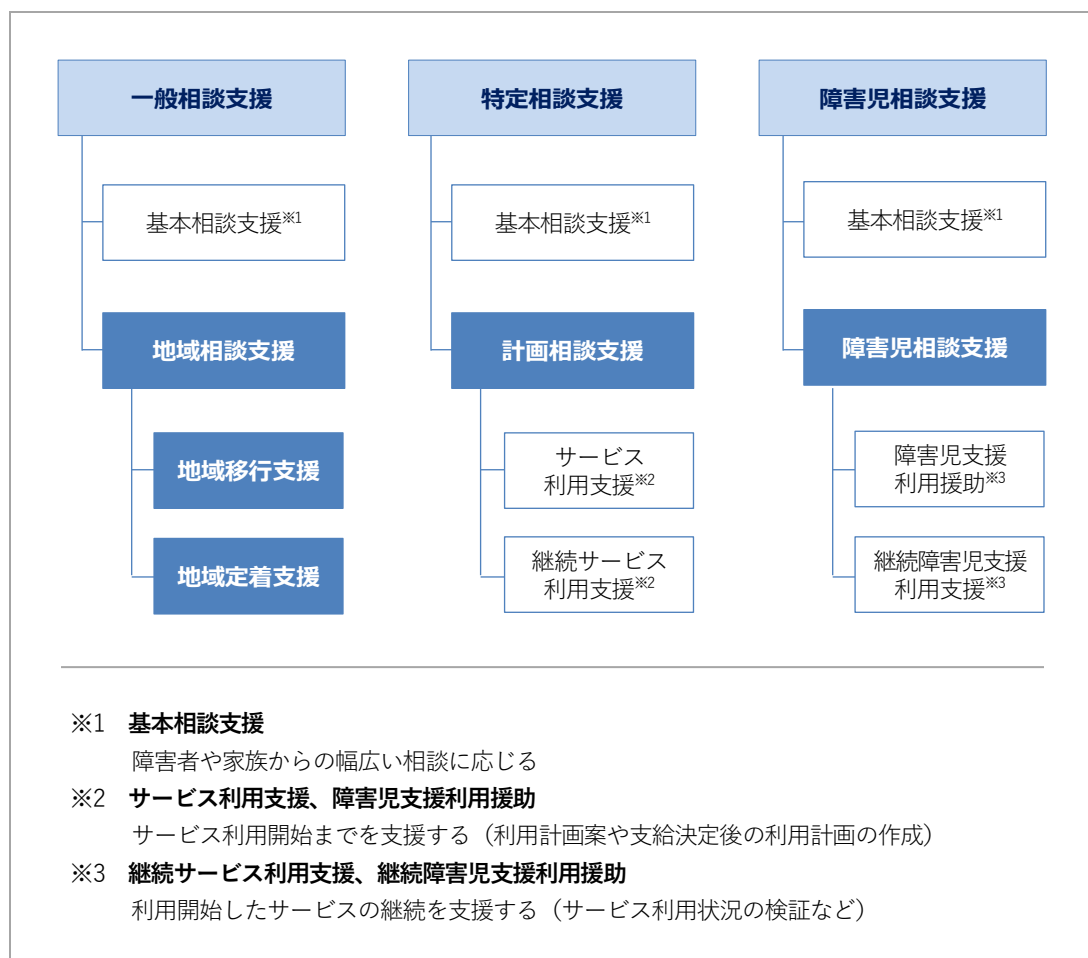 一般相談支援
特定相談支援
障害児相談支援
基本相談支援※1
基本相談支援※1
基本相談支援※1
地域相談支援
計画相談支援
障害児相談支援
地域移行支援
サービス
利用支援※2
障害児支援
利用援助※3
地域定着支援
継続サービス
利用支援※2
継続障害児支援
利用支援※3
※1 基本相談支援
障害者や家族からの幅広い相談に応じる
※2 サービス利用支援、障害児支援利用援助
サービス利用開始までを支援する（利用計画案や支給決定後の利用計画の作成）
※3 継続サービス利用支援、継続障害児支援利用援助
利用開始したサービスの継続を支援する（サービス利用状況の検証など）